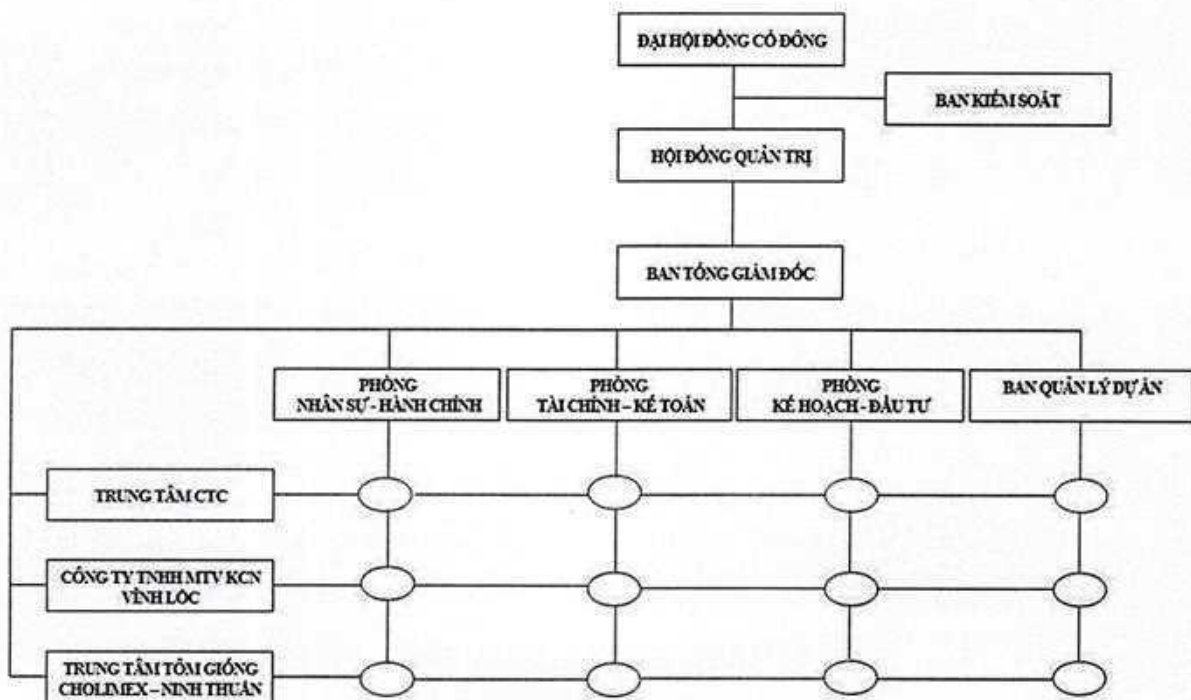 ĐẠI HỘI ĐỒNG CỔ ĐÔNG
BAN KIỂM SOÁT
HỘI ĐỒNG QUẢN TRỊ
BAN TỔNG GIÁM ĐỐC
PHÒNG
NHÂN SỰ - HÀNH CHÍNH
PHÒNG
TÀI CHÍNH – KẾ TOÁN
PHÒNG
KẾ HOẠCH - ĐẦU TƯ
BAN QUẢN LÝ DỰ ÁN
TRUNG TÂM CTC
CÔNG TY TNHH MTV KCN
VĨNH LỘC
TRUNG TÂM TÔM GIỐNG
CHOLIMEX – NINH THUẬN